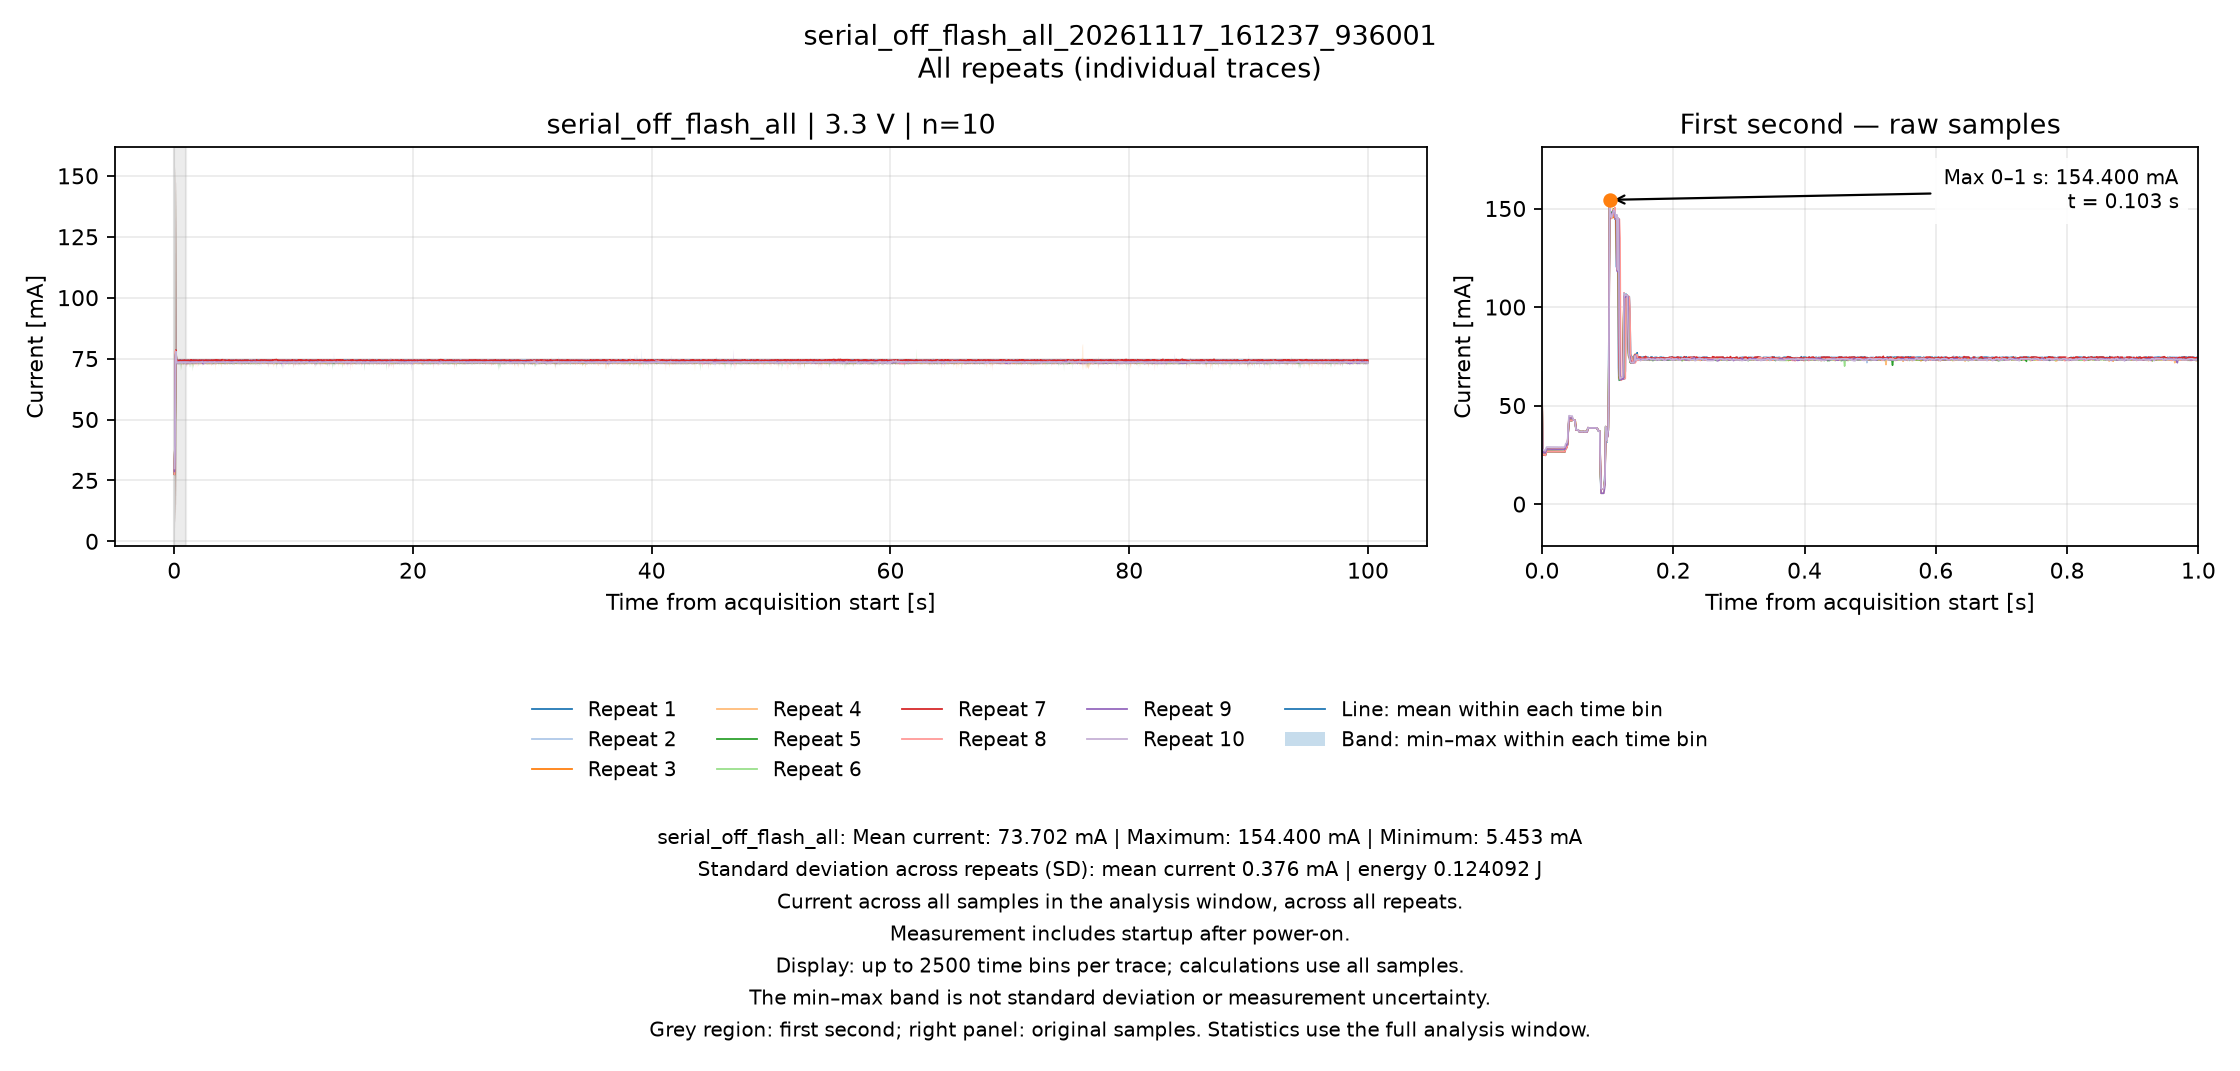 serial_off_flash_all_20261117_161237_936001
All repeats (individual traces)
serial_off_flash_all | 3.3 V | n=10
Current [mA]
150
125
100
75
50
25
0
0
20
40
60
80
100
Time from acquisition start [s]
First second — raw samples
Max 0–1 s: 154.400 mA
t = 0.103 s
Current [mA]
150
100
50
0
0.0
0.2
0.4
0.6
0.8
1.0
Time from acquisition start [s]
Repeat 1
Repeat 2
Repeat 3
Repeat 4
Repeat 5
Repeat 6
Repeat 7
Repeat 8
Repeat 9
Repeat 10
Line: mean within each time bin
Band: min–max within each time bin
serial_off_flash_all: Mean current: 73.702 mA | Maximum: 154.400 mA | Minimum: 5.453 mA
Standard deviation across repeats (SD): mean current 0.376 mA | energy 0.124092 J
Current across all samples in the analysis window, across all repeats.
Measurement includes startup after power-on.
Display: up to 2500 time bins per trace; calculations use all samples.
The min–max band is not standard deviation or measurement uncertainty.
Grey region: first second; right panel: original samples. Statistics use the full analysis window.